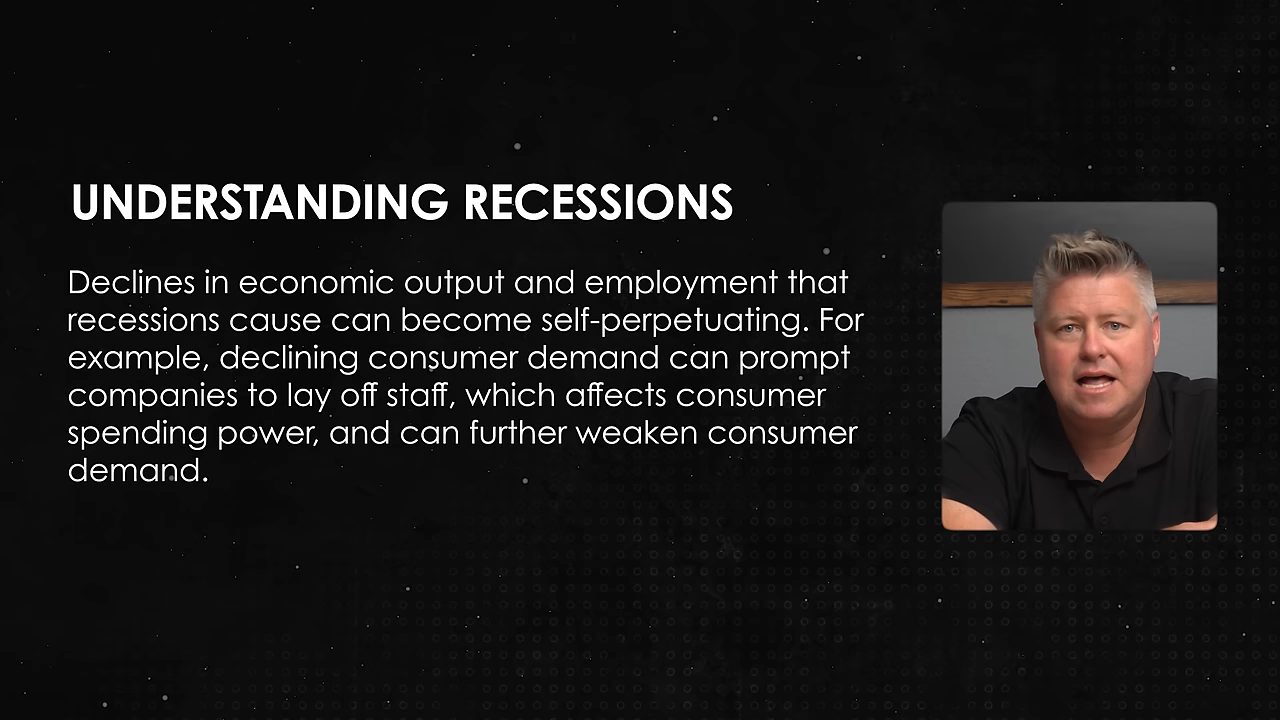 UNDERSTANDING RECESSIONS
Declines in economic output and employment that
recessions cause can become self-perpetuating. For
example, declining consumer demand can prompt
companies to lay off staff, which affects consumer
spending power, and can further weaken consumer
demand.